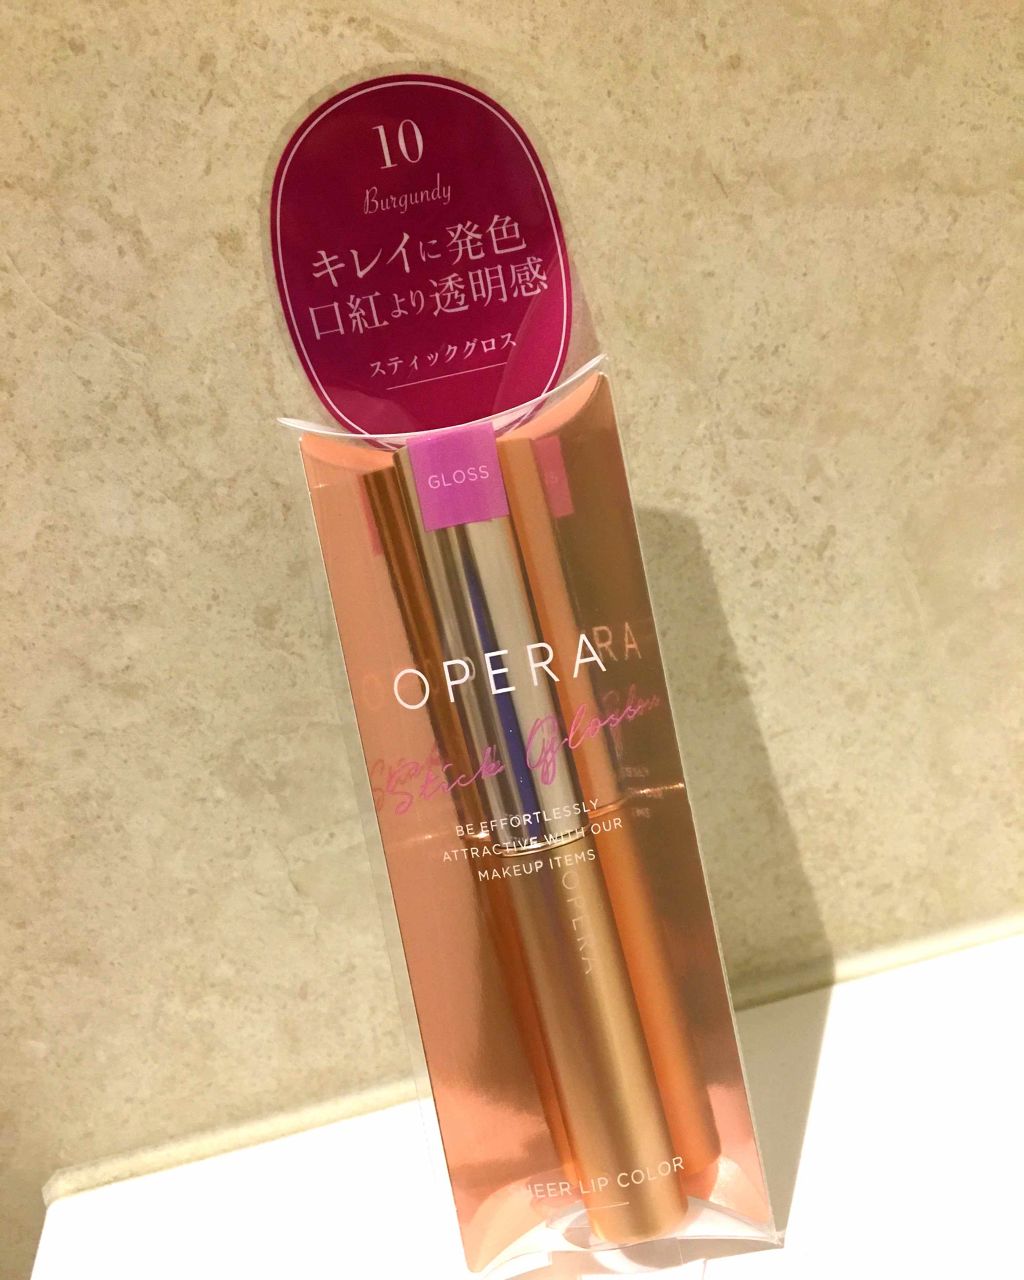 10
Burgundy
キレイに発色
口紅より透明感
スティックグロス
GLOSS
OPERA
Stick Gloss
BE EFFORTLESSLY
ATTRACTIVE WITH OUR
MAKEUP ITEMS
OPERA
LIP COLOR